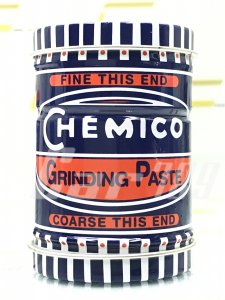 FINE THIS END
CHEMICO
GRINDING PASTE
COARSE THIS END